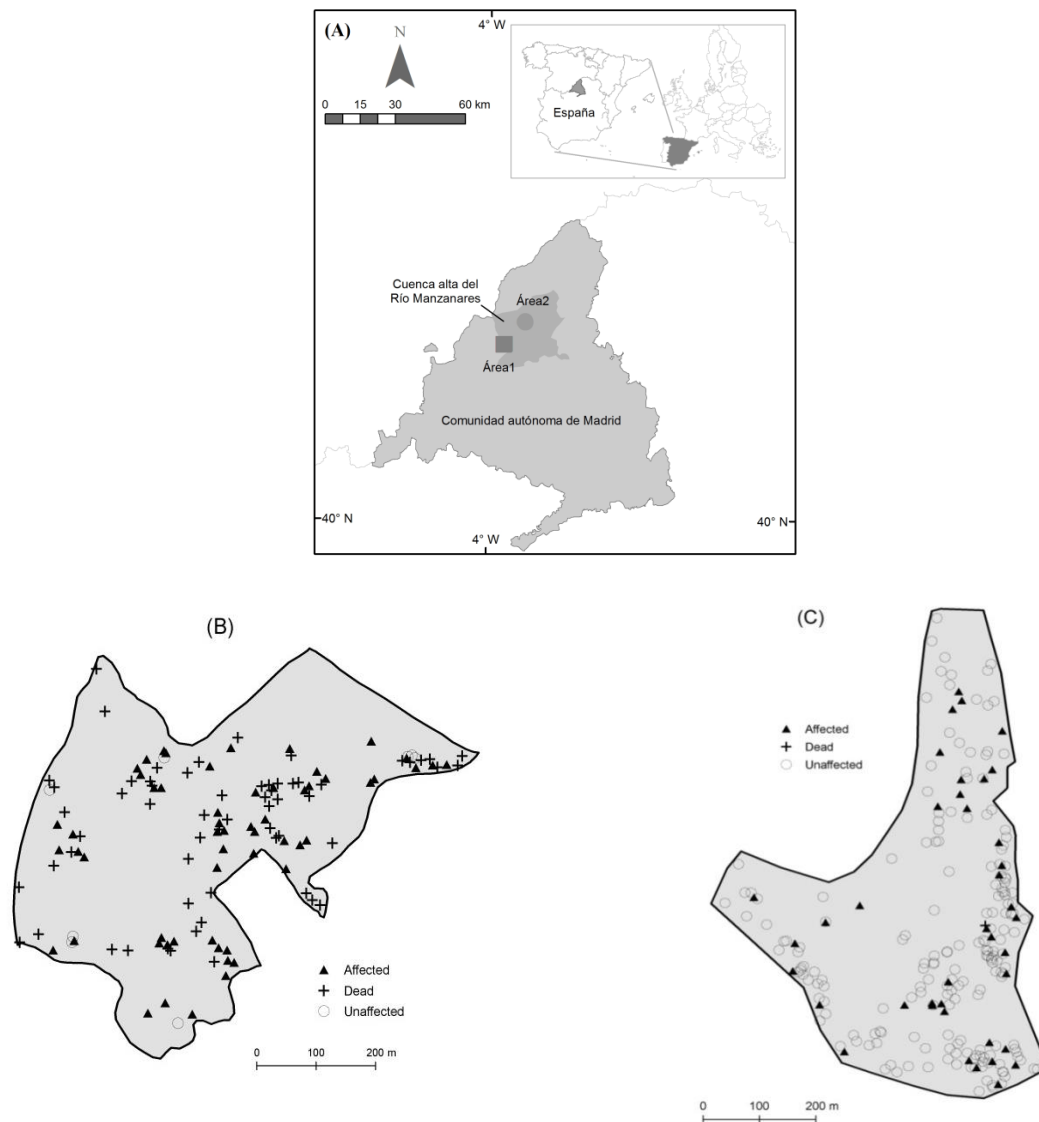 (A)
4° W
N
0 15 30 60 km
España
Cuenca alta del
Río Manzanares
Área2
Área1
Comunidad autónoma de Madrid
40° N
40° N
4° W
(B)
Affected
Dead
Unaffected
0 100 200 m
(C)
Affected
Dead
Unaffected
0 100 200 m